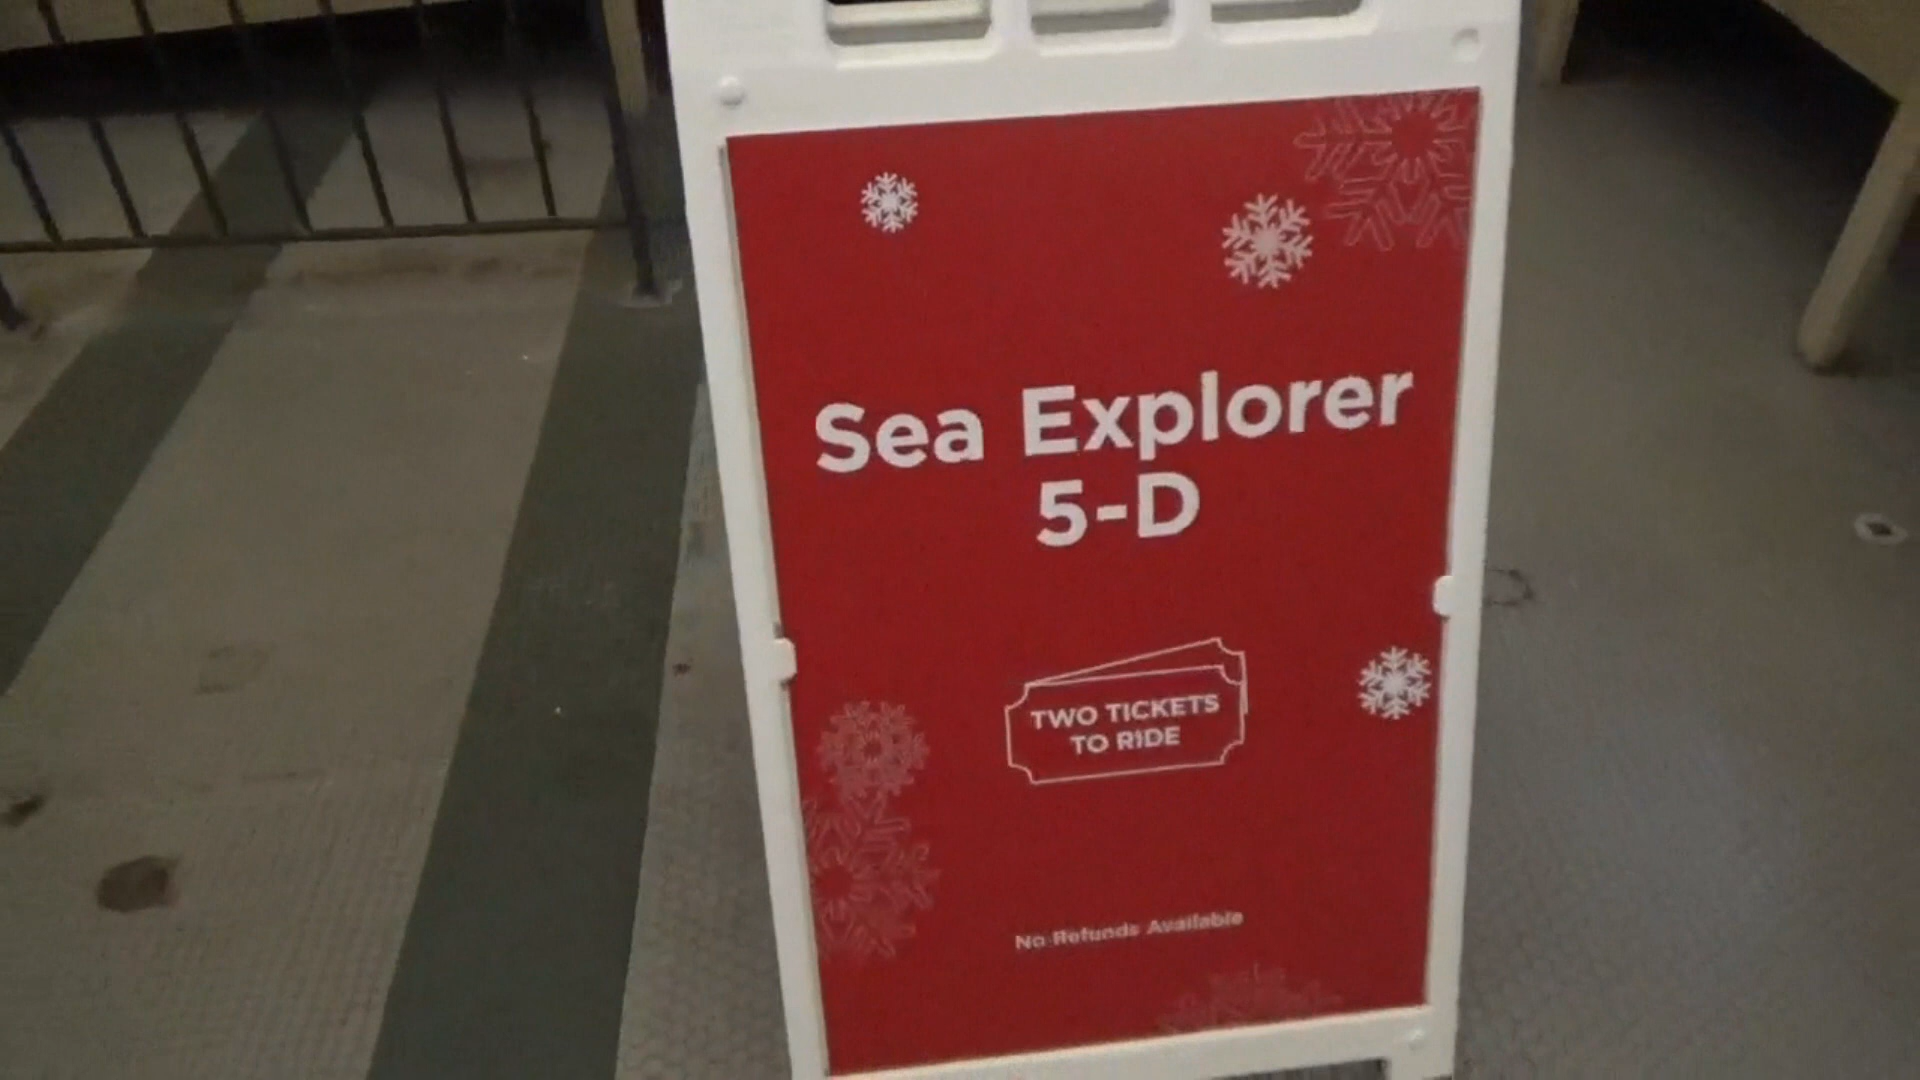 Sea Explorer
5-D
TWO TICKETS
TO RIDE
No Refunds Available